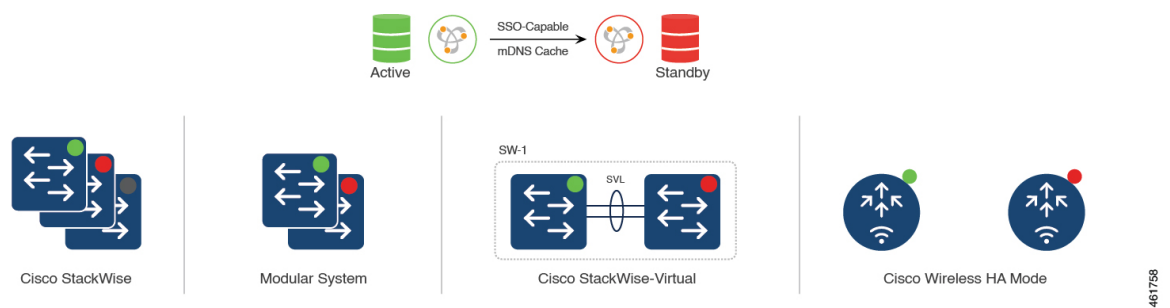 SSO-Capable
mDNS Cache
Active
Standby
SW-1
SVL
Cisco StackWise
Modular System
Cisco StackWise-Virtual
Cisco Wireless HA Mode
461758